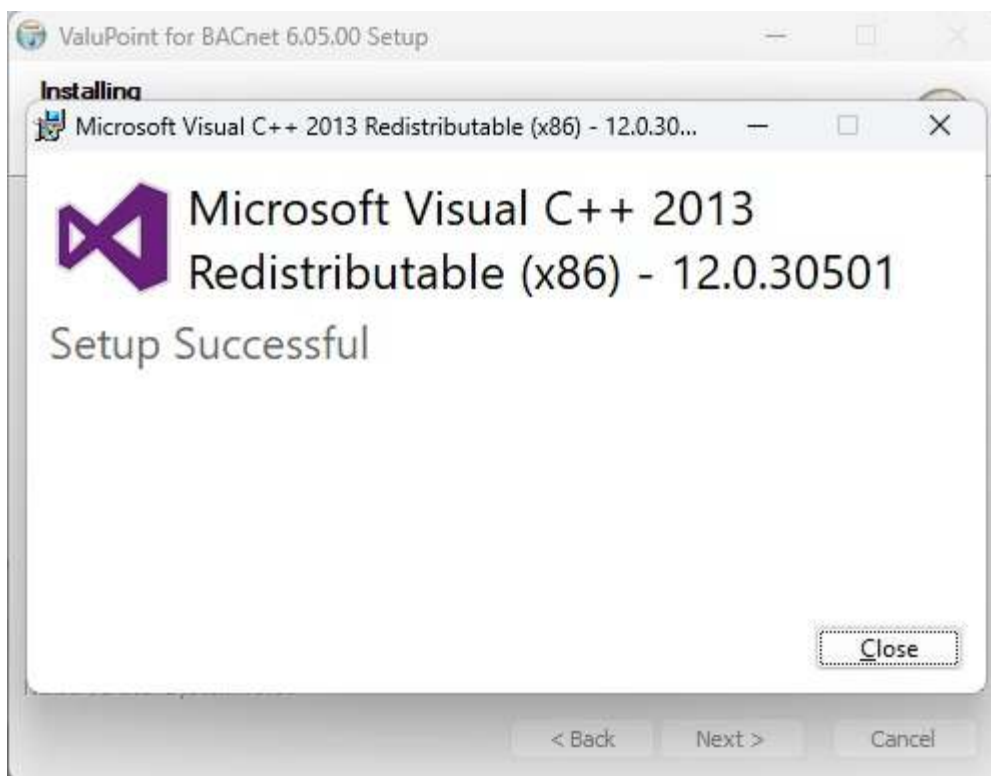 ValuPoint for BACnet 6.05.00 Setup
Installing
Microsoft Visual C++ 2013 Redistributable (x86) - 12.0.30...
Microsoft Visual C++ 2013
Redistributable (x86) - 12.0.30501
Setup Successful
Close
< Back Next > Cancel